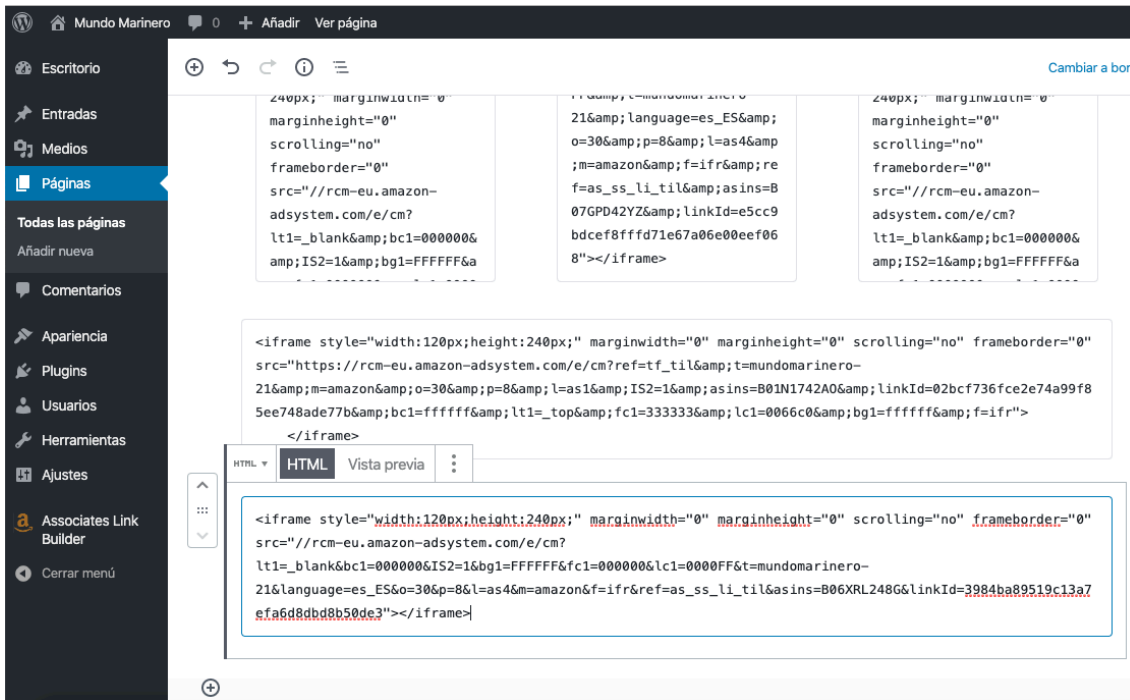 Mundo Marinero 0 Añadir Ver página
Escritorio
Entradas
Medios
Páginas
Todas las páginas
Añadir nueva
Comentarios
Apariencia
Plugins
Usuarios
Herramientas
Ajustes
Associates Link
Builder
Cerrar menú
Cambiar a bor
240px;" marginwidth="0"
marginheight="0"
scrolling="no"
frameborder="0"
src="//rcm-eu.amazon-
adsystem.com/e/cm?
lt1=_blank&amp;bc1=000000&
amp;IS2=1&amp;bg1=FFFFFF&a
21&amp;language=es_ES&amp;
o=30&amp;p=8&amp;l=as4&amp
;m=amazon&amp;f=ifr&amp;re
f=as_ss_li_til&amp;asins=B
07GPD42YZ&amp;linkId=e5cc9
bdcef8fffd71e67a06e00eef06
8"></iframe>
240px;" marginwidth="0"
marginheight="0"
scrolling="no"
frameborder="0"
src="//rcm-eu.amazon-
adsystem.com/e/cm?
lt1=_blank&amp;bc1=000000&
amp;IS2=1&amp;bg1=FFFFFF&a
<iframe style="width:120px;height:240px;" marginwidth="0" marginheight="0" scrolling="no" frameborder="0"
src="https://rcm-eu.amazon-adsystem.com/e/cm?ref=tf_til&amp;t=mundomarinero-
21&amp;m=amazon&amp;o=30&amp;p=8&amp;l=as1&amp;IS2=1&amp;asins=B01N1742AO&amp;linkId=02bcf736fce2e74a99f8
5ee748ade77b&amp;bc1=ffffff&amp;lt1=_top&amp;fc1=333333&amp;lc1=0066c0&amp;bg1=ffffff&amp;f=ifr">
</iframe>
HTML HTML Vista previa
<iframe style="width:120px;height:240px;" marginwidth="0" marginheight="0" scrolling="no" frameborder="0"
src="//rcm-eu.amazon-adsystem.com/e/cm?
lt1=_blank&bc1=000000&IS2=1&bg1=FFFFFF&fc1=000000&lc1=0000FF&t=mundomarinero-
21&language=es_ES&o=30&p=8&l=as4&m=amazon&f=ifr&ref=as_ss_li_til&asins=B06XRL248G&linkId=3984ba89519c13a7
efa6d8dbd8b50de3"></iframe>